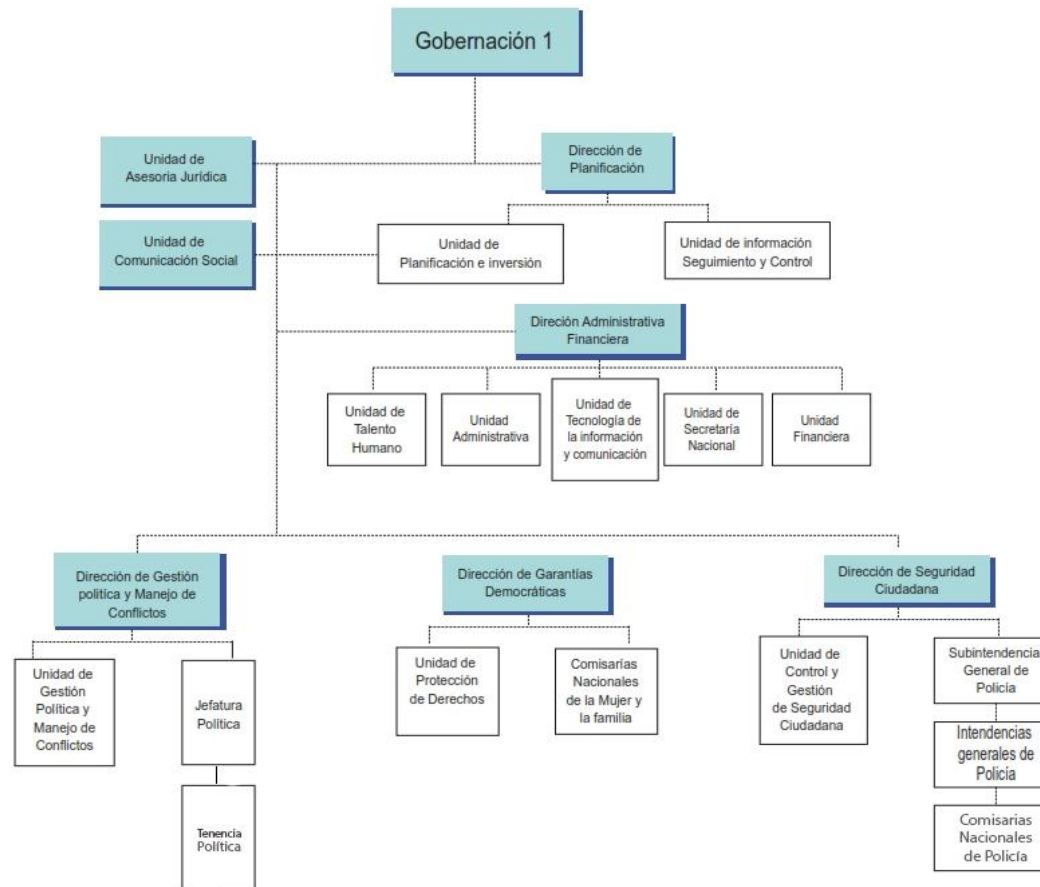 Gobernación 1
Unidad de
Asesoria Jurídica
Dirección de
Planificación
Unidad de
Comunicación Social
Unidad de
Planificación e inversión
Unidad de información
Seguimiento y Control
Direción Administrativa
Financiera
Unidad de
Talento
Humano
Unidad
Administrativa
Unidad de
Tecnología de
la información
y comunicación
Unidad de
Secretaría
Nacional
Unidad
Financiera
Dirección de Gestión
política y Manejo de
Conflictos
Dirección de Garantías
Democráticas
Dirección de Seguridad
Ciudadana
Unidad de
Gestión
Política y
Manejo de
Conflictos
Jefatura
Política
Tenencia
Política
Unidad de
Protección
de Derechos
Comisarías
Nacionales
de la Mujer y
la familia
Unidad de
Control y
Gestión
de Seguridad
Ciudadana
Subintendencia
General de
Policía
Intendencias
generales de
Policía
Comisarias
Nacionales
de Policía